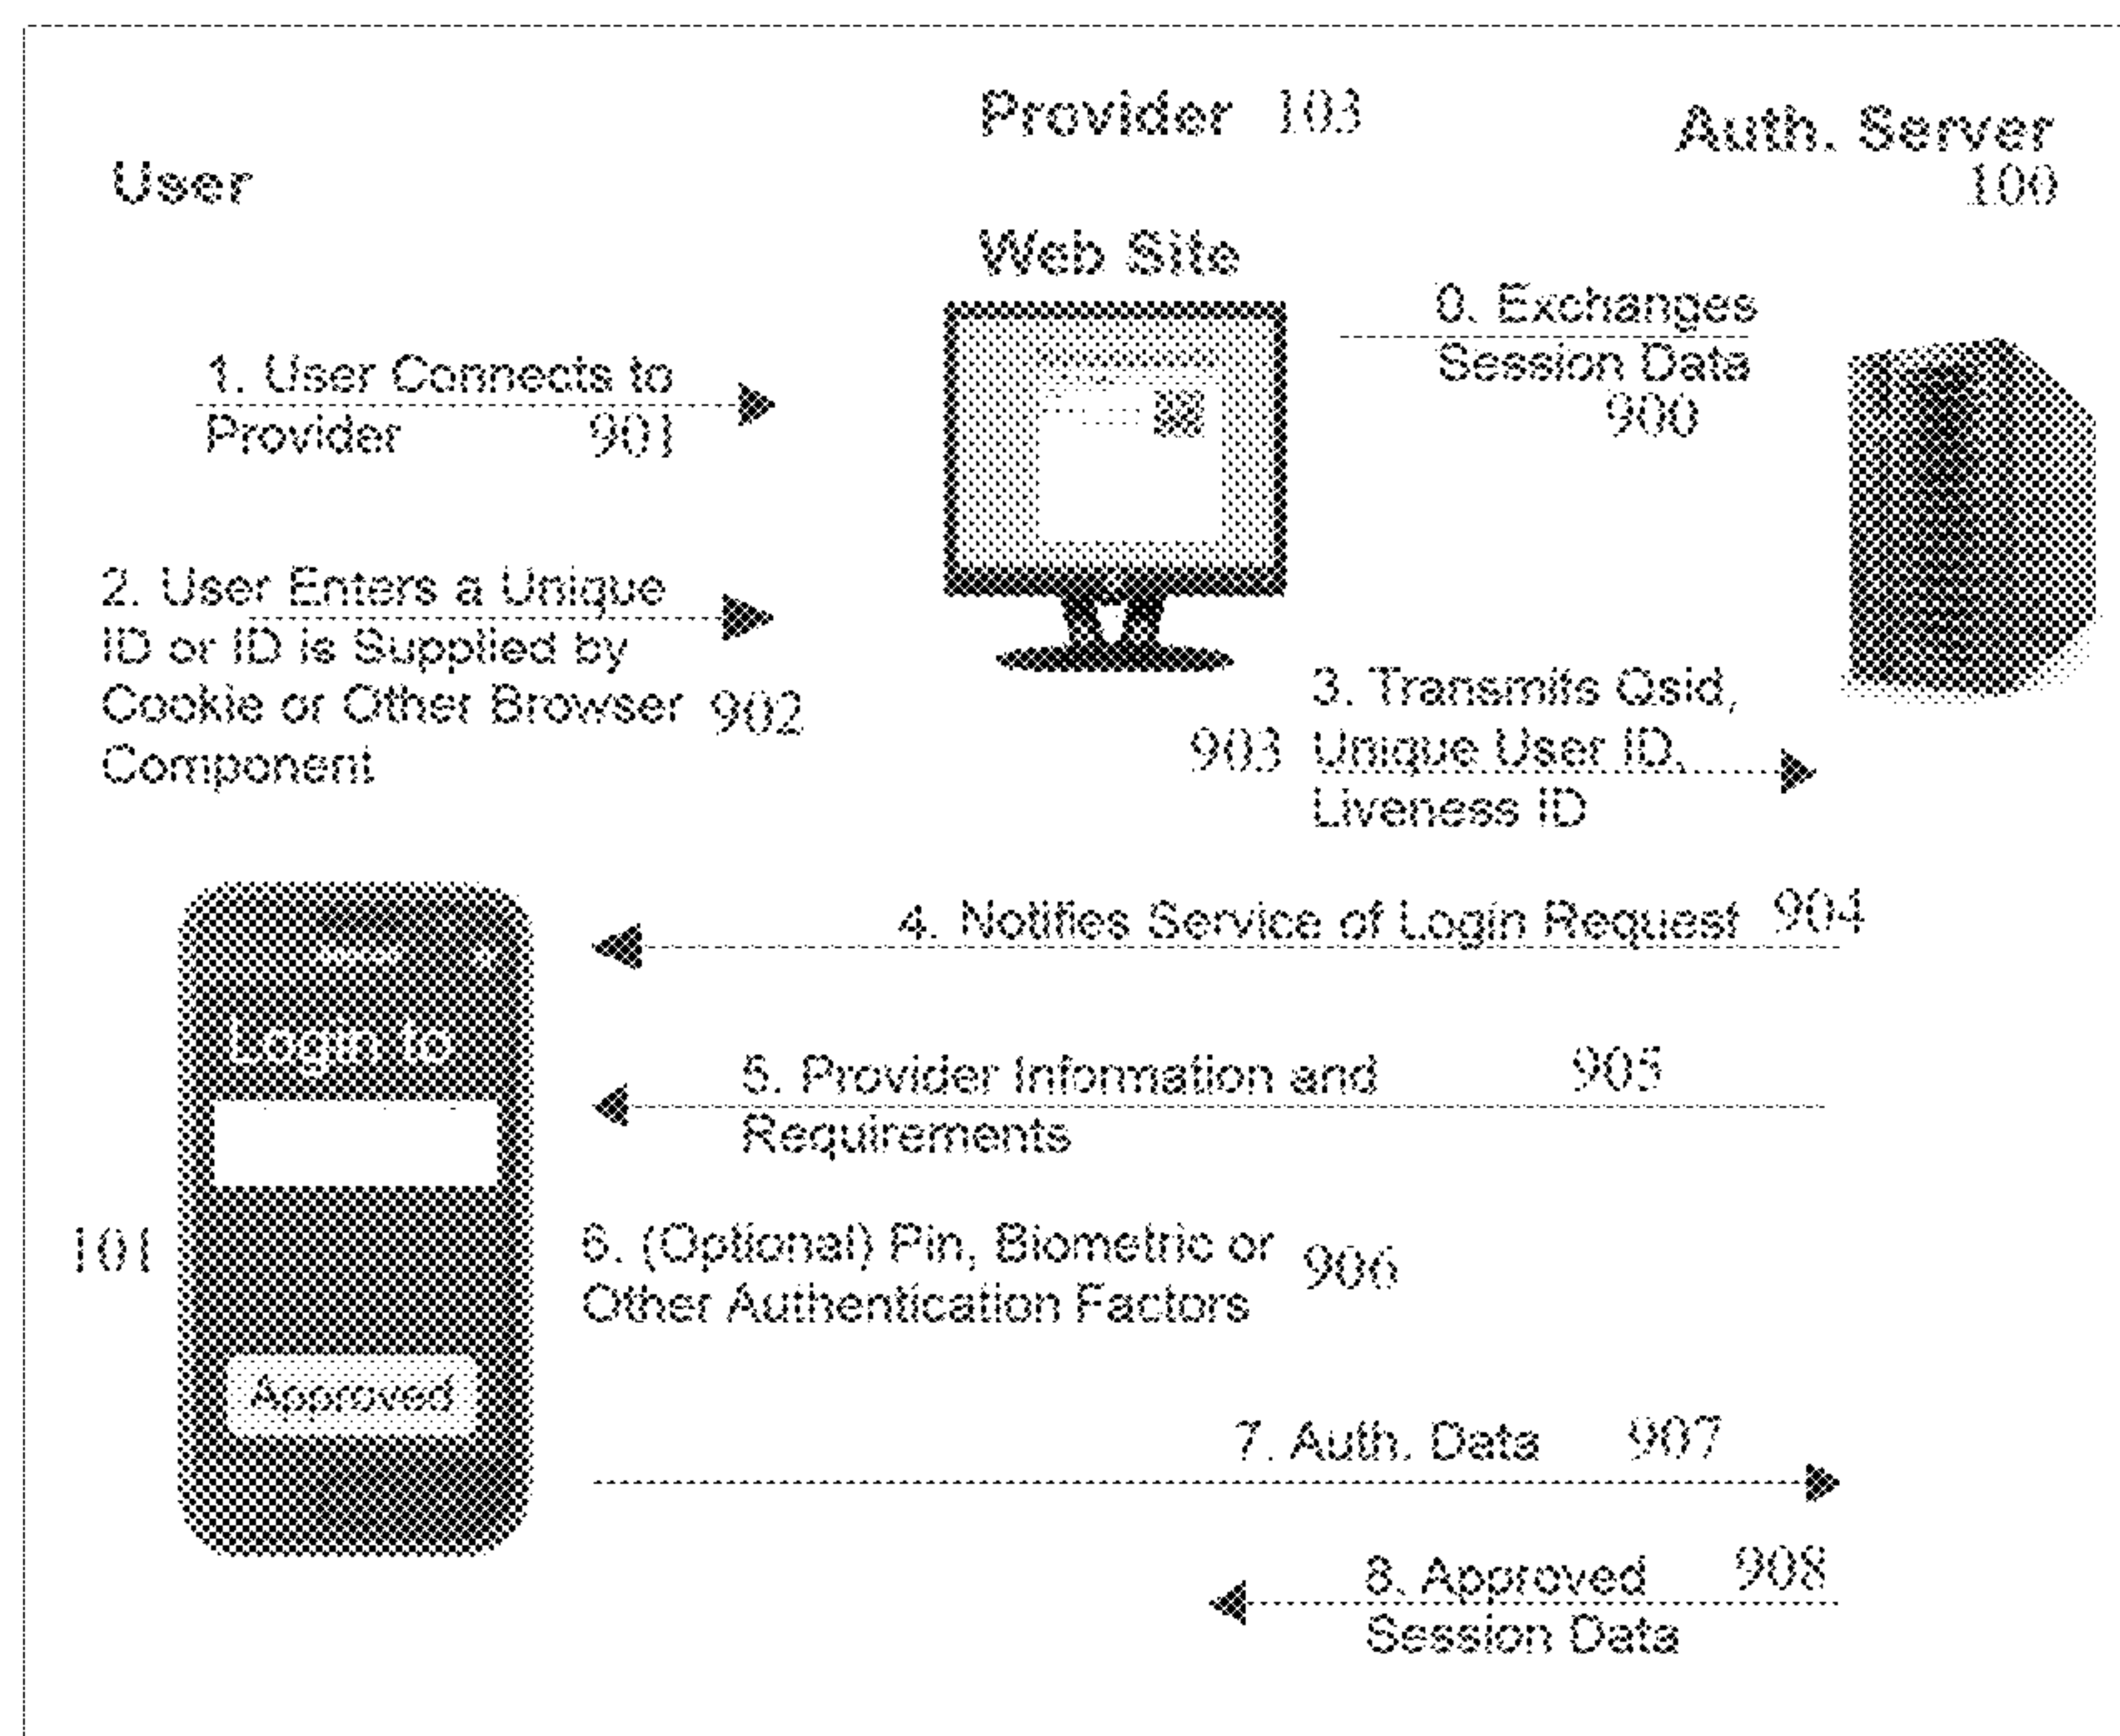 Provider 103
Auth. Server
100
User
Web Site
0. Exchanges
Session Data
900
1. User Connects to
Provider 901
2. User Enters a Unique
ID or ID is Supplied by
Cookie or Other Browser 902
Component
3. Transmits Qsid,
903 Unique User ID,
Liveness ID
4. Notifies Service of Login Request 904
Login to
5. Provider Information and 905
Requirements
101
6. (Optional) Pin, Biometric or 906
Other Authentication Factors
Approved
7. Auth. Data 907
8. Approved 908
Session Data